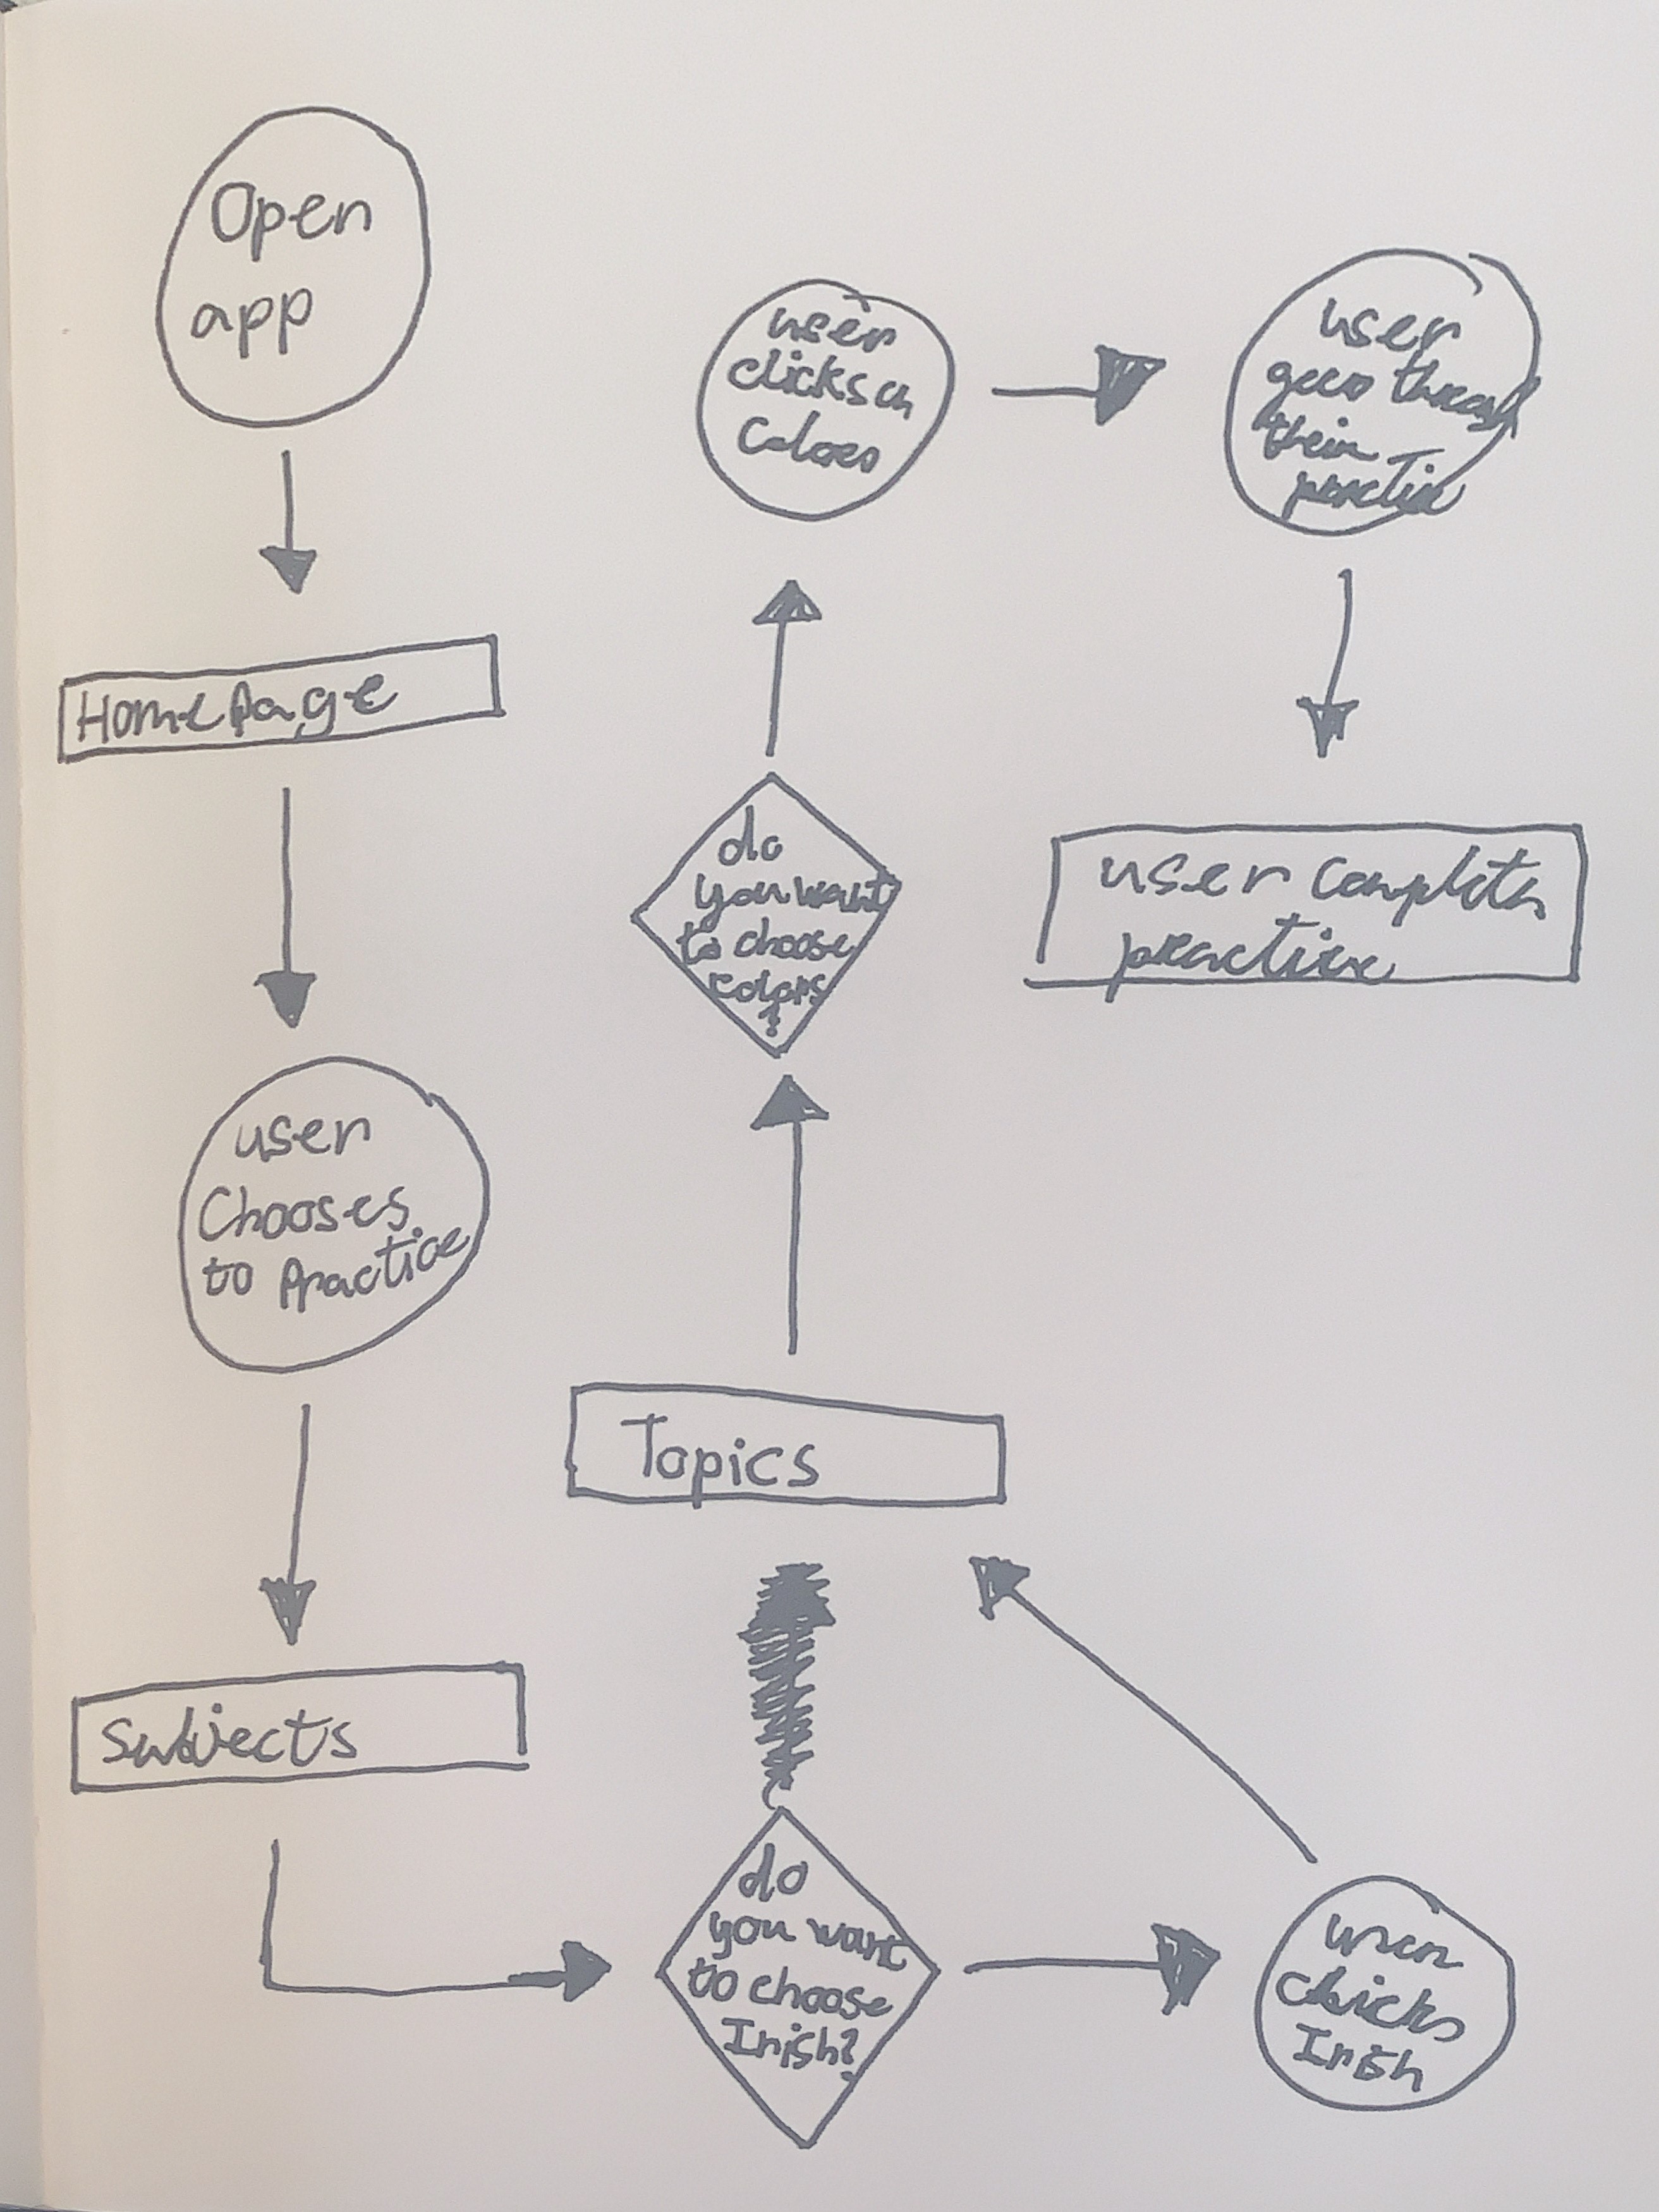 Open
app
HomePage
user
Chooses
to Practice
Subjects
do
you want
to choose
Irish?
user
clicks
Irish
Topics
do
you want
to choose
colors
?
user
clicks on
Colors
user
goes through
their
practice
user completes
practice